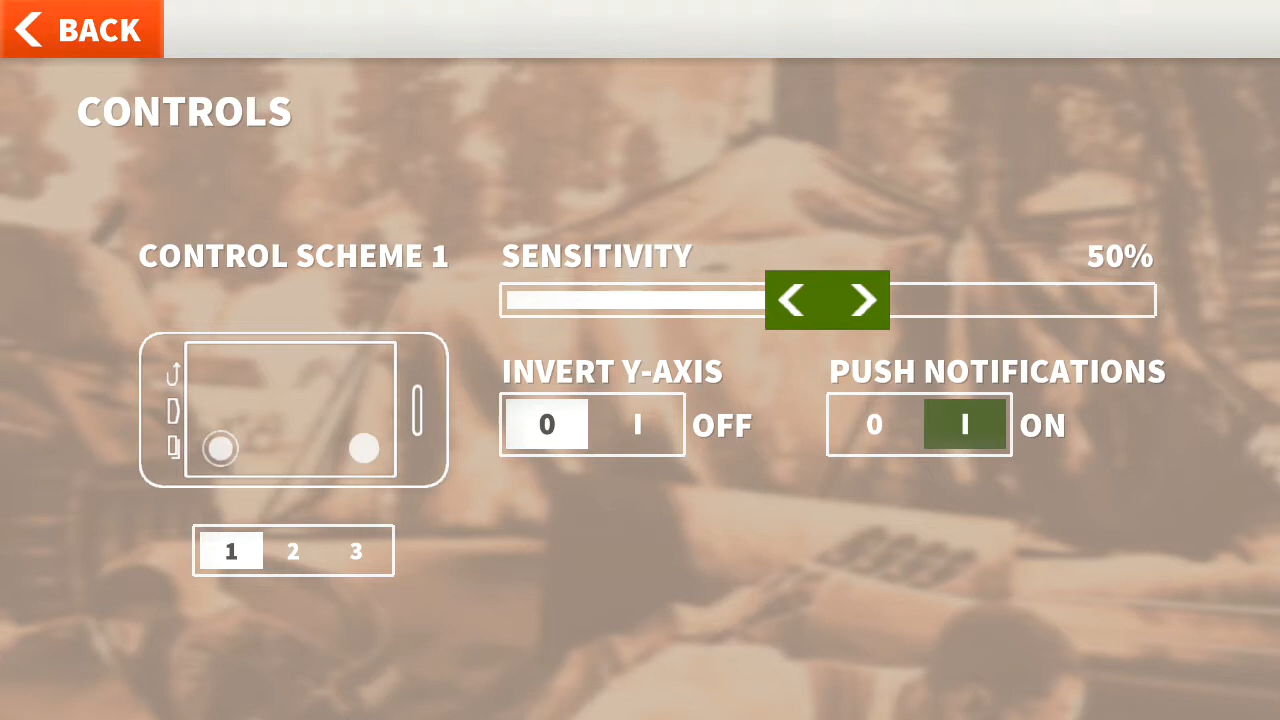 BACK
CONTROLS
CONTROL SCHEME 1
SENSITIVITY 50%
INVERT Y-AXIS
0 I OFF
PUSH NOTIFICATIONS
0 I ON
1 2 3